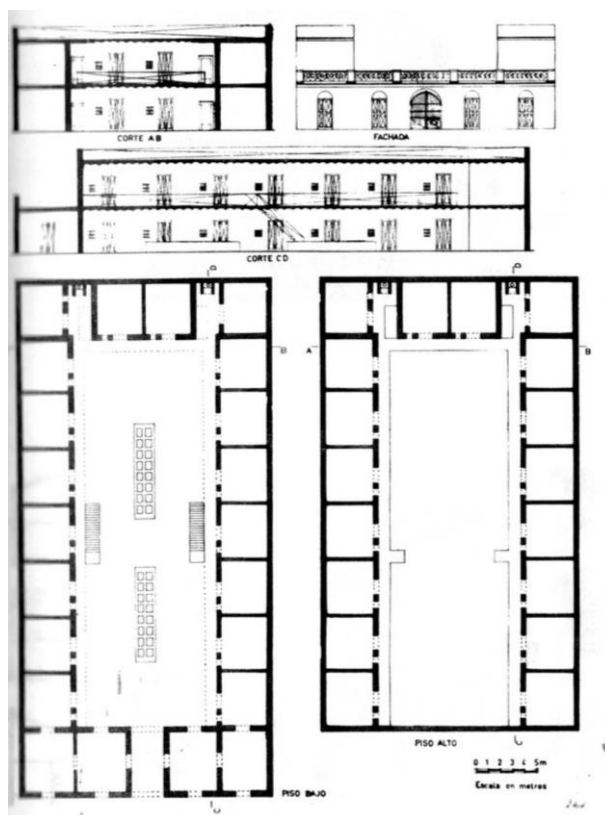 CORTE AB
FACHADA
CORTE CD
A
B
B
PISO BAJO
PISO ALTO
0 1 2 3 4 5m
Escala en metros